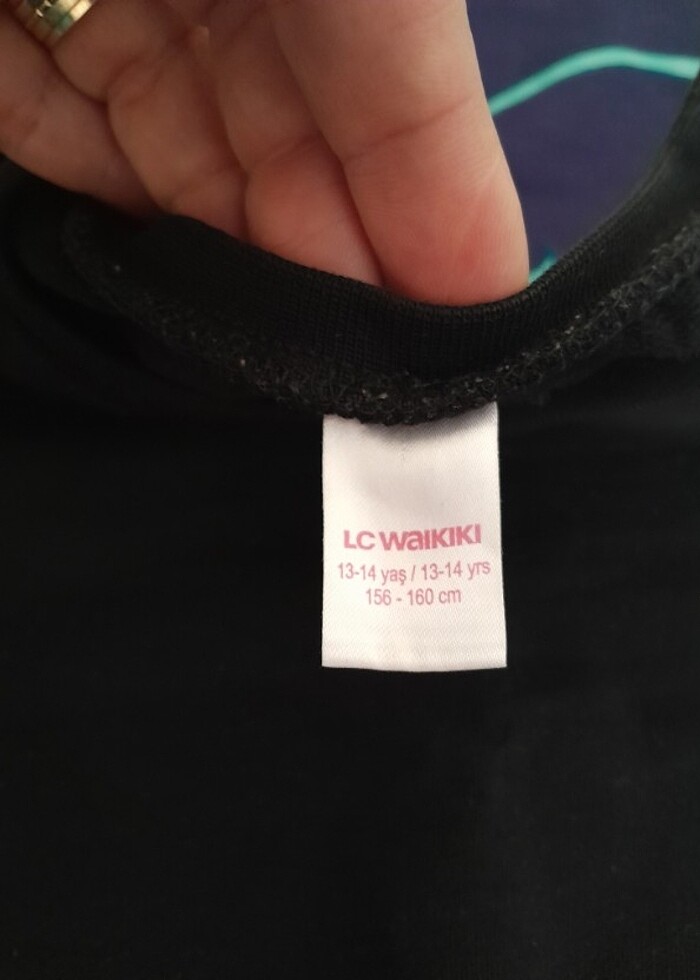 LC WAIKIKI
13-14 yaş / 13-14 yrs
156 - 160 cm